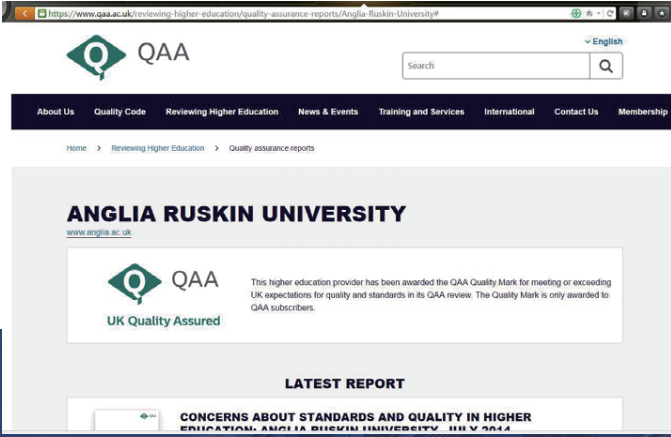 https://www.qaa.ac.uk/reviewing-higher-education/quality-assurance-reports/Anglia-Ruskin-University#
QAA
English
Search
About Us Quality Code Reviewing Higher Education News & Events Training and Services International Contact Us Membership
Home > Reviewing Higher Education > Quality assurance reports
ANGLIA RUSKIN UNIVERSITY
www.anglia.ac.uk
QAA
UK Quality Assured
This higher education provider has been awarded the QAA Quality Mark for meeting or exceeding
UK expectations for quality and standards in its QAA review. The Quality Mark is only awarded to
QAA subscribers.
LATEST REPORT
QAA
CONCERNS ABOUT STANDARDS AND QUALITY IN HIGHER
EDUCATION: ANGLIA RUSKIN UNIVERSITY, JULY 2014